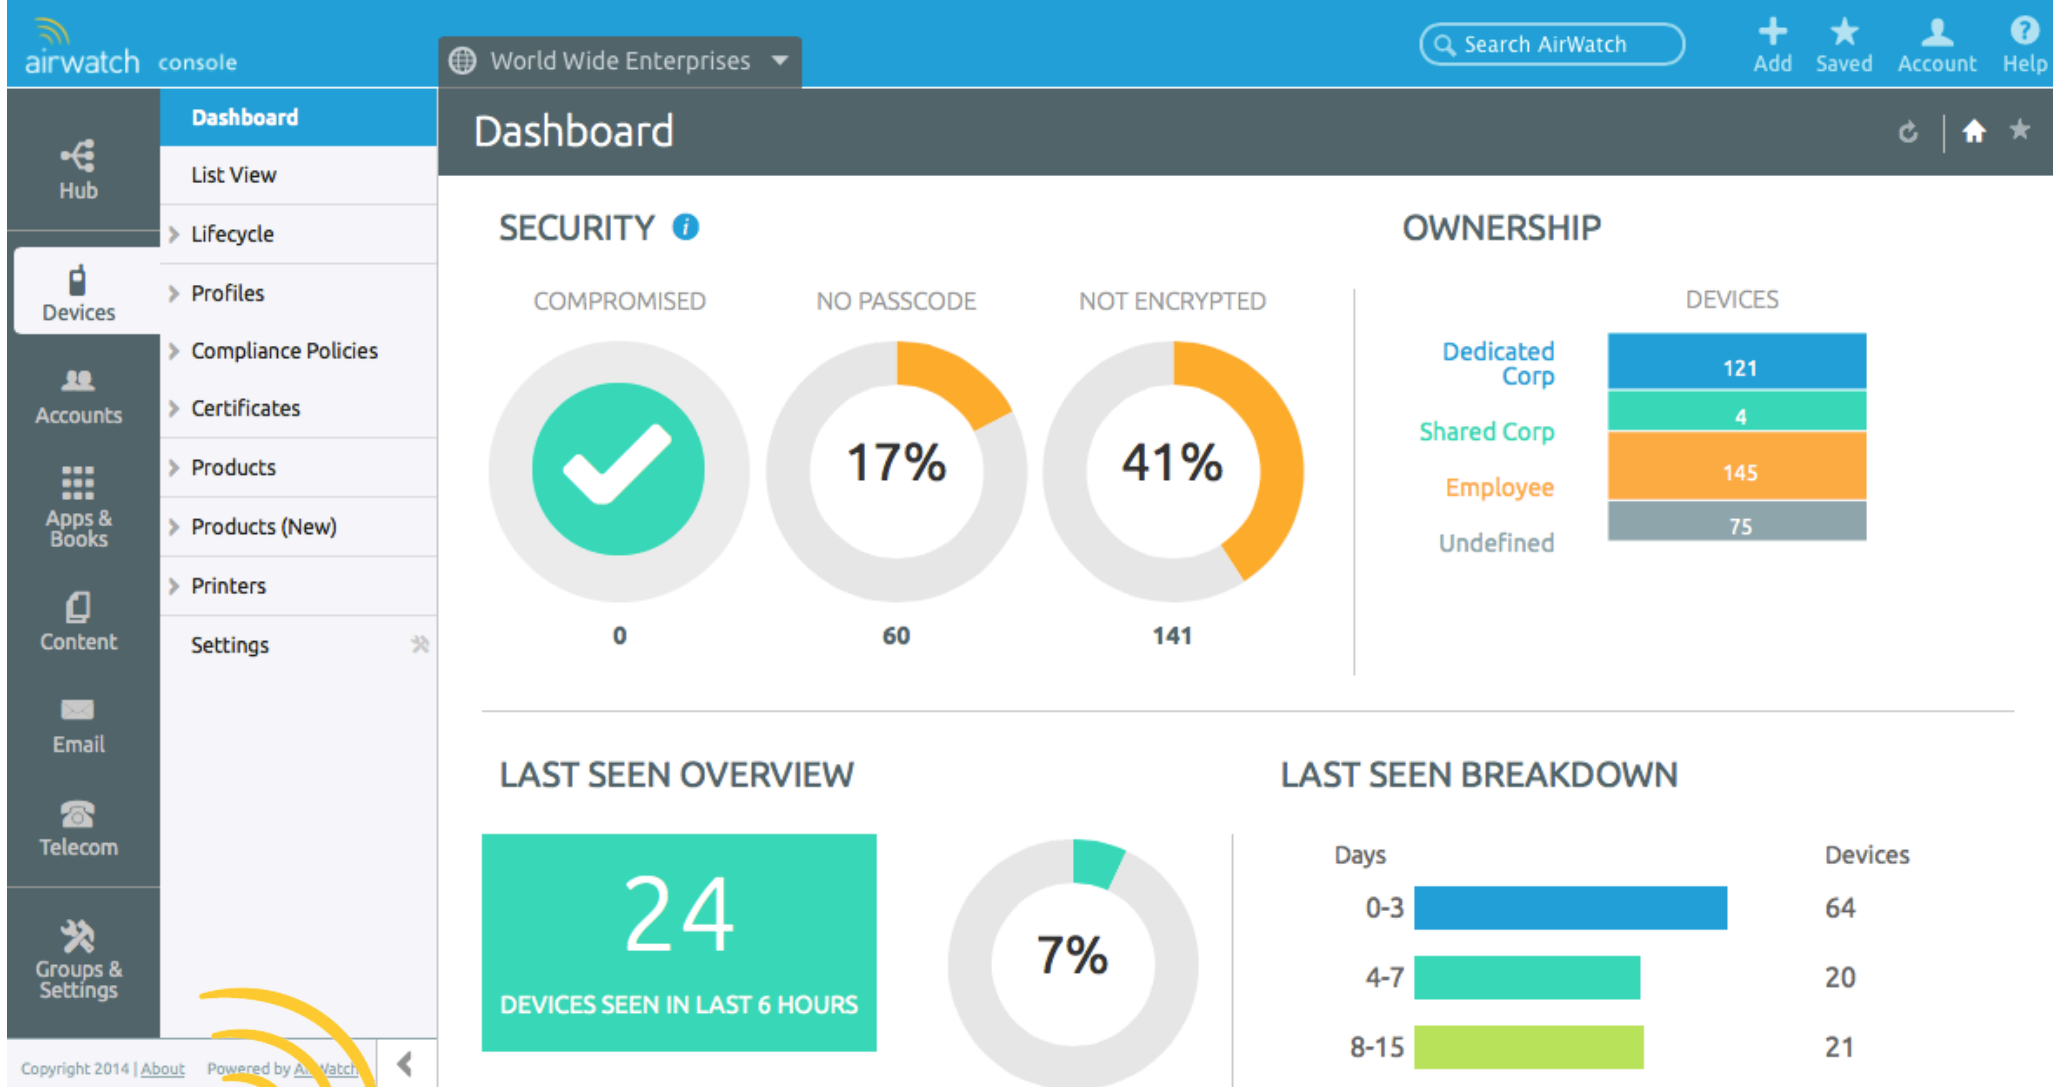 airwatch console
World Wide Enterprises
Search AirWatch
Add
Saved
Account
Help
Hub
Devices
Accounts
Apps &
Books
Content
Email
Telecom
Groups &
Settings
Dashboard
List View
Lifecycle
Profiles
Compliance Policies
Certificates
Products
Products (New)
Printers
Settings
Copyright 2014 | About Powered by AirWatch
Dashboard
SECURITY
COMPROMISED
NO PASSCODE
NOT ENCRYPTED
17%
41%
0
60
141
OWNERSHIP
DEVICES
Dedicated
Corp
121
Shared Corp
4
Employee
145
Undefined
75
LAST SEEN OVERVIEW
24
DEVICES SEEN IN LAST 6 HOURS
7%
LAST SEEN BREAKDOWN
Days Devices
0-3 64
4-7 20
8-15 21